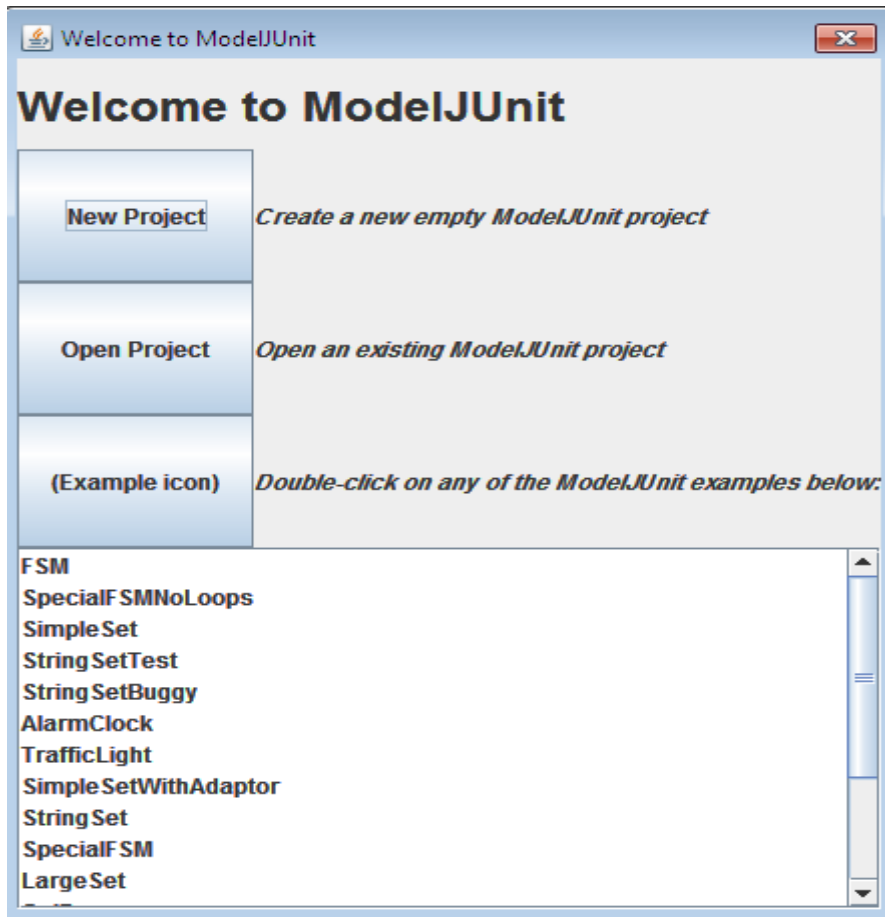 Welcome to ModelJUnit
Welcome to ModelJUnit
New Project
Create a new empty ModelJUnit project
Open Project
Open an existing ModelJUnit project
(Example icon)
Double-click on any of the ModelJUnit examples below:
FSM
SpecialFSMNoLoops
SimpleSet
StringSetTest
StringSetBuggy
AlarmClock
TrafficLight
SimpleSetWithAdaptor
StringSet
SpecialFSM
LargeSet